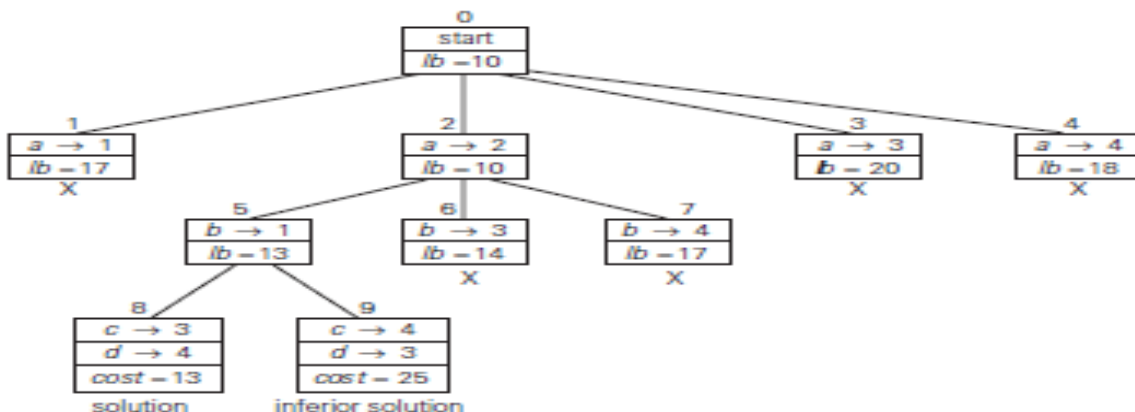 0
start
lb = 10
1 2 3 4
a → 1 a → 2 a → 3 a → 4
lb = 17 lb = 10 lb = 20 lb = 18
X X X
5 6 7
b → 1 b → 3 b → 4
lb = 13 lb = 14 lb = 17
X X
8 9
c → 3 c → 4
d → 4 d → 3
cost = 13 cost = 25
solution inferior solution